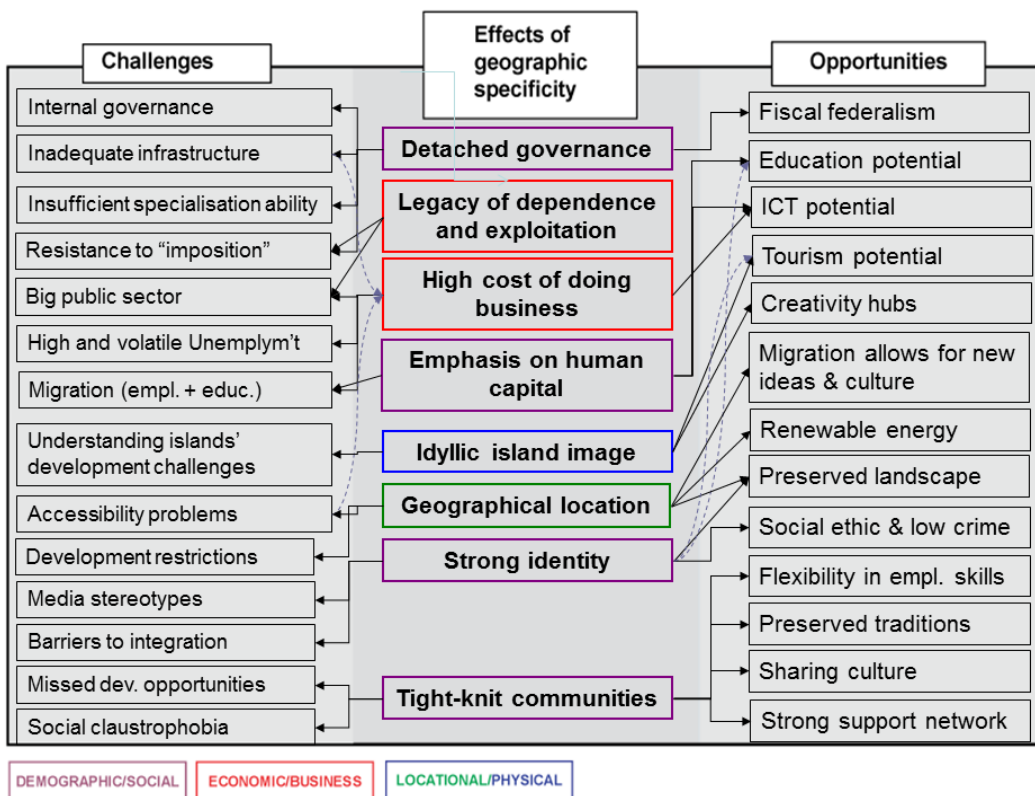 Challenges
Effects of
geographic
specificity
Opportunities
Internal governance
Inadequate infrastructure
Insufficient specialisation ability
Resistance to “imposition”
Big public sector
High and volatile Unemplym’t
Migration (empl. + educ.)
Understanding islands’
development challenges
Accessibility problems
Development restrictions
Media stereotypes
Barriers to integration
Missed dev. opportunities
Social claustrophobia
Detached governance
Legacy of dependence
and exploitation
High cost of doing
business
Emphasis on human
capital
Idyllic island image
Geographical location
Strong identity
Tight-knit communities
Fiscal federalism
Education potential
ICT potential
Tourism potential
Creativity hubs
Migration allows for new
ideas & culture
Renewable energy
Preserved landscape
Social ethic & low crime
Flexibility in empl. skills
Preserved traditions
Sharing culture
Strong support network
DEMOGRAPHIC/SOCIAL
ECONOMIC/BUSINESS
LOCATIONAL/PHYSICAL